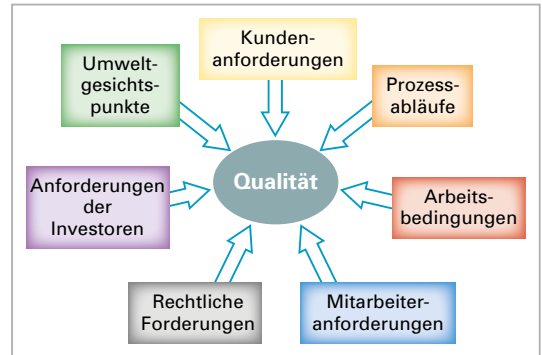 Kunden-
anforderungen
Umwelt-
gesichts-
punkte
Prozess-
abläufe
Qualität
Anforderungen
der
Investoren
Arbeits-
bedingungen
Rechtliche
Forderungen
Mitarbeiter-
anforderungen